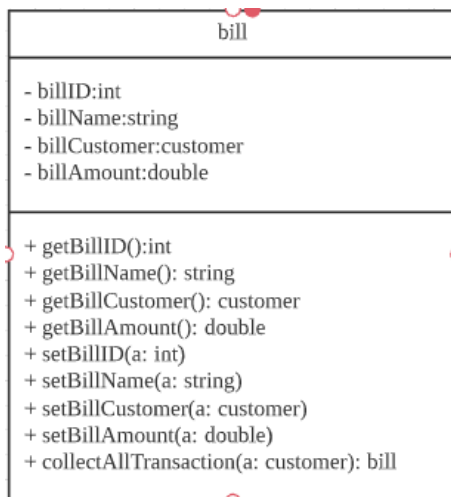 bill
- billID:int
- billName:string
- billCustomer:customer
- billAmount:double
+ getBillID():int
+ getBillName(): string
+ getBillCustomer(): customer
+ getBillAmount(): double
+ setBillID(a: int)
+ setBillName(a: string)
+ setBillCustomer(a: customer)
+ setBillAmount(a: double)
+ collectAllTransaction(a: customer): bill